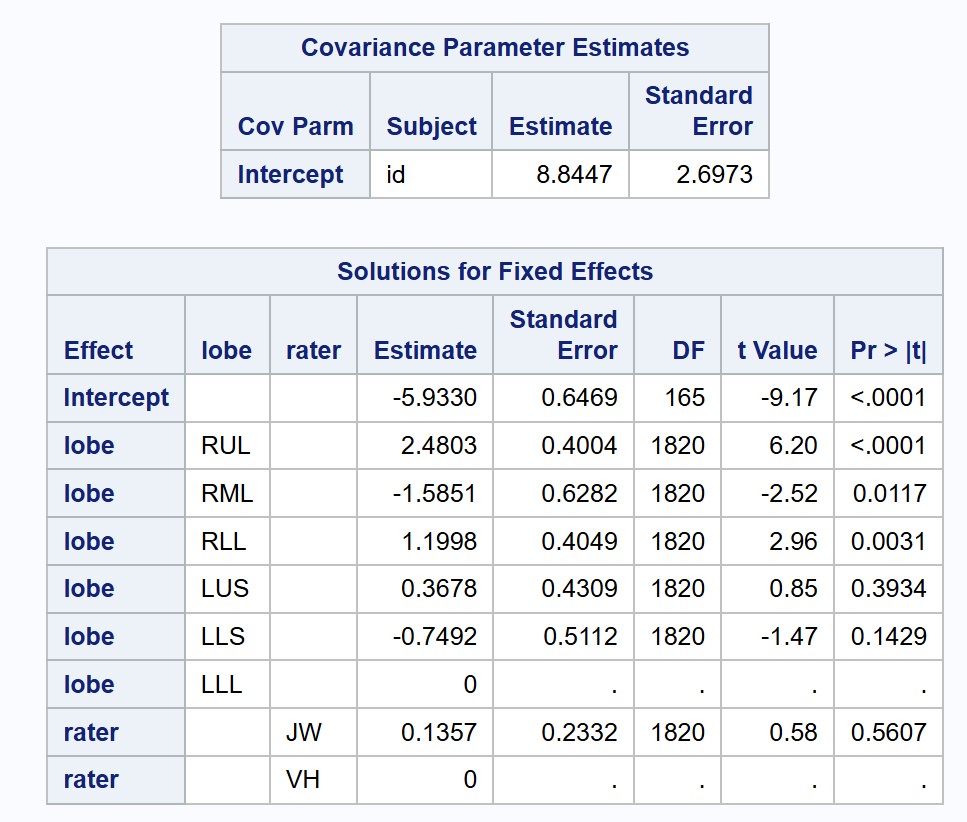 Covariance Parameter Estimates
Cov Parm Subject Estimate Standard Error
Intercept id 8.8447 2.6973
Solutions for Fixed Effects
Effect lobe rater Estimate Standard Error DF t Value Pr > |t|
Intercept -5.9330 0.6469 165 -9.17 <.0001
lobe RUL 2.4803 0.4004 1820 6.20 <.0001
lobe RML -1.5851 0.6282 1820 -2.52 0.0117
lobe RLL 1.1998 0.4049 1820 2.96 0.0031
lobe LUS 0.3678 0.4309 1820 0.85 0.3934
lobe LLS -0.7492 0.5112 1820 -1.47 0.1429
lobe LLL 0 . . . .
rater JW 0.1357 0.2332 1820 0.58 0.5607
rater VH 0 . . . .